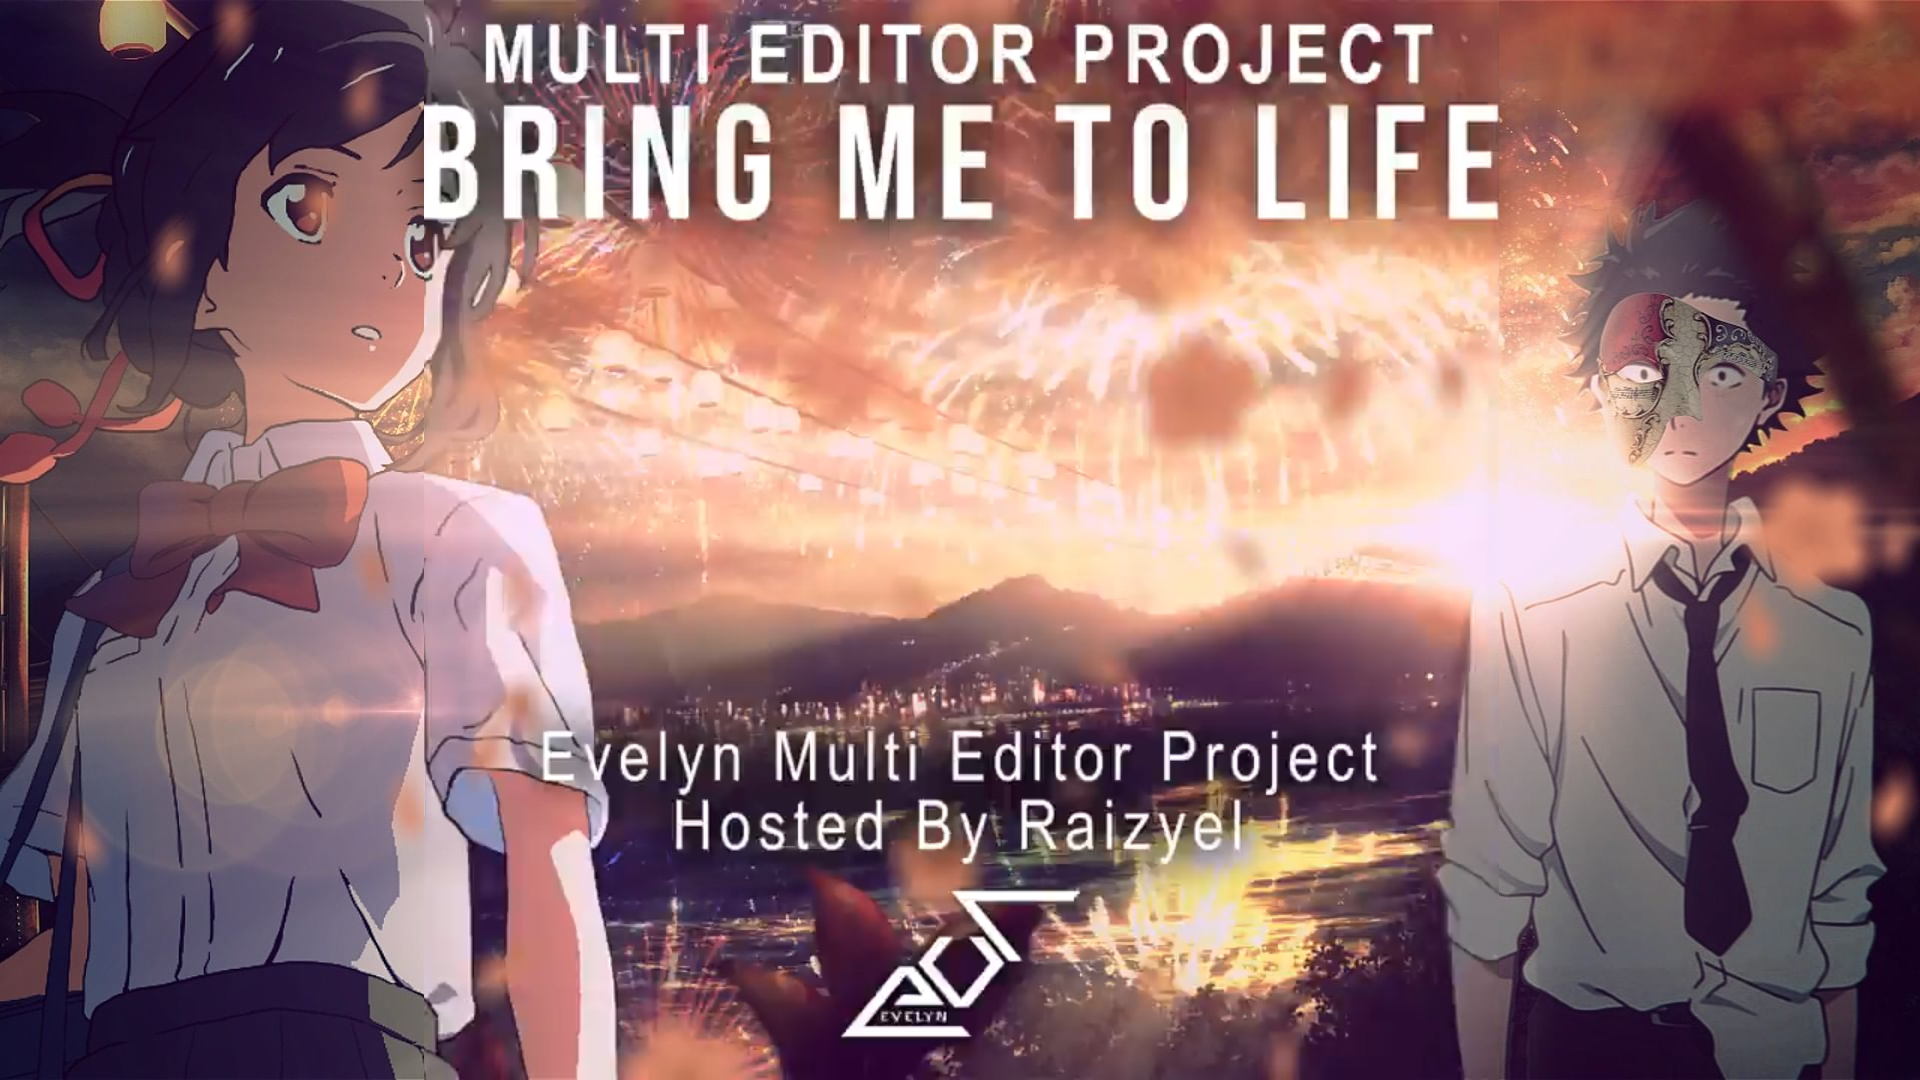 MULTI EDITOR PROJECT
BRING ME TO LIFE
Evelyn Multi Editor Project
Hosted By Raizyel
EVELYN